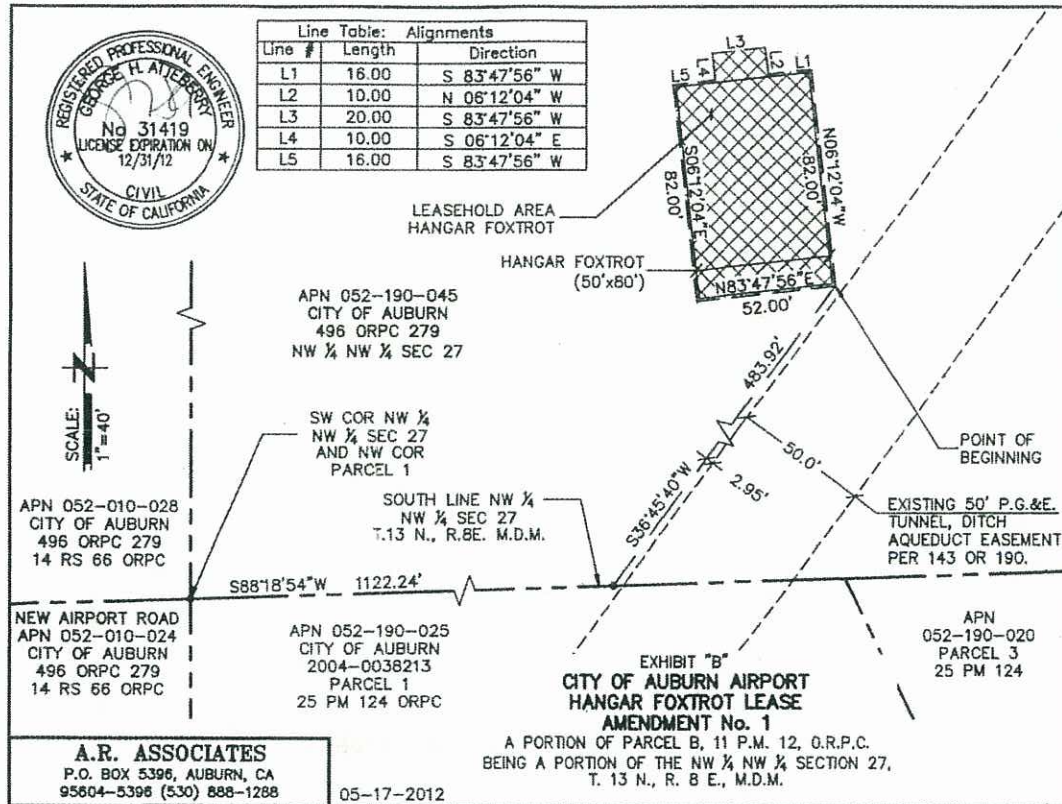 REGISTERED PROFESSIONAL ENGINEER
GEORGE H. ATTEBERRY
No 31419
LICENSE EXPIRATION ON
12/31/12
CIVIL
STATE OF CALIFORNIA
Line Table: Alignments
Line # Length Direction
L1 16.00 S 83°47'56" W
L2 10.00 N 06°12'04" W
L3 20.00 S 83°47'56" W
L4 10.00 S 06°12'04" E
L5 16.00 S 83°47'56" W
L3
L5 L4 L2 L1
S06°12'04"E
82.00'
N06°12'04"W
82.00'
LEASEHOLD AREA
HANGAR FOXTROT
HANGAR FOXTROT
(50'x80')
N83°47'56"E
52.00'
N
SCALE:
1"=40'
APN 052-190-045
CITY OF AUBURN
496 ORPC 279
NW ¼ NW ¼ SEC 27
483.92'
S36°45'40"W
2.95'
50.0'
POINT OF
BEGINNING
SW COR NW ¼
NW ¼ SEC 27
AND NW COR
PARCEL 1
SOUTH LINE NW ¼
NW ¼ SEC 27
T.13 N., R.8E. M.D.M.
EXISTING 50' P.G.&E.
TUNNEL, DITCH
AQUEDUCT EASEMENT
PER 143 OR 190.
APN 052-010-028
CITY OF AUBURN
496 ORPC 279
14 RS 66 ORPC
S88°18'54"W 1122.24'
NEW AIRPORT ROAD
APN 052-010-024
CITY OF AUBURN
496 ORPC 279
14 RS 66 ORPC
APN 052-190-025
CITY OF AUBURN
2004-0038213
PARCEL 1
25 PM 124 ORPC
APN
052-190-020
PARCEL 3
25 PM 124
EXHIBIT "B"
CITY OF AUBURN AIRPORT
HANGAR FOXTROT LEASE
AMENDMENT No. 1
A PORTION OF PARCEL B, 11 P.M. 12, O.R.P.C.
BEING A PORTION OF THE NW ¼ NW ¼ SECTION 27,
T. 13 N., R. 8 E., M.D.M.
A.R. ASSOCIATES
P.O. BOX 5396, AUBURN, CA
95604-5396 (530) 888-1288
05-17-2012